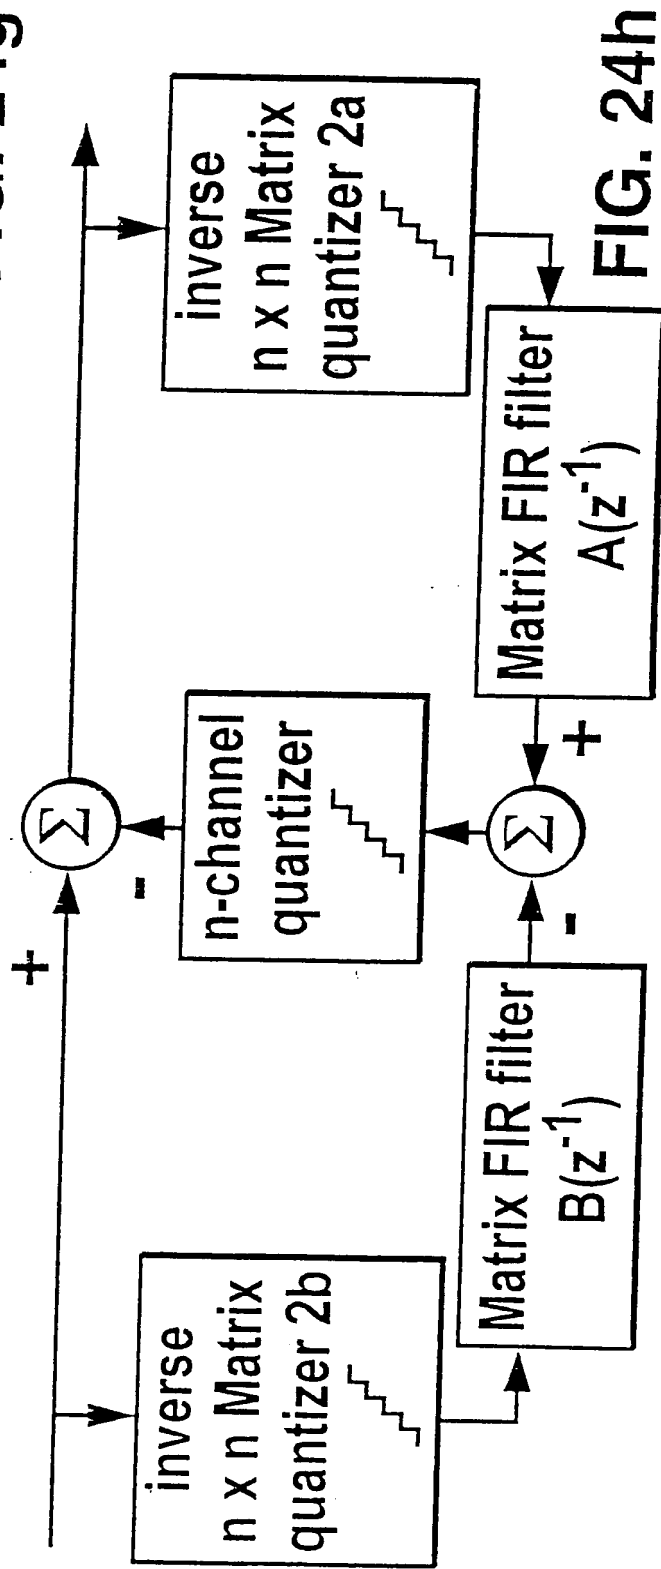 +
Σ
-
inverse
n x n Matrix
quantizer 2b
n-channel
quantizer
inverse
n x n Matrix
quantizer 2a
Matrix FIR filter
B(z⁻¹)
-
Σ
+
Matrix FIR filter
A(z⁻¹)
FIG. 24h